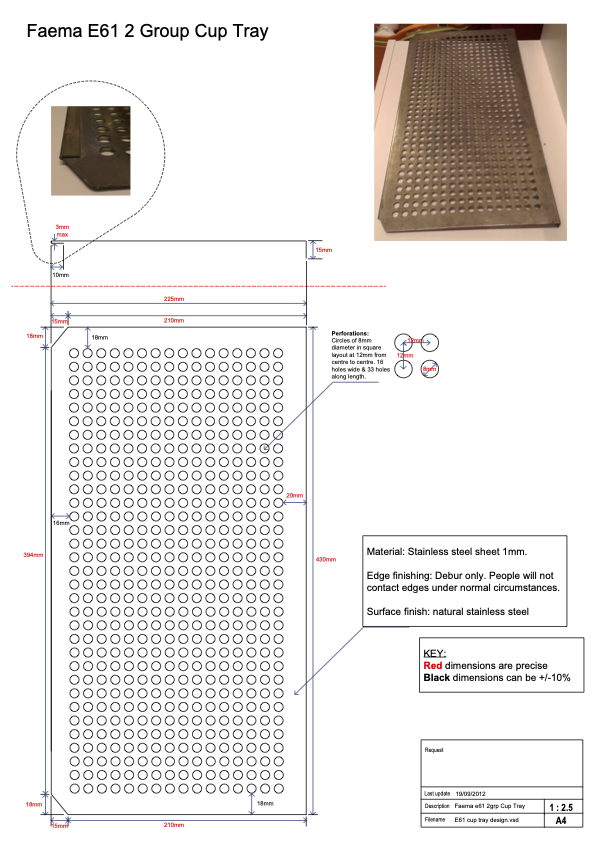 Faema E61 2 Group Cup Tray
3mm
max
15mm
10mm
225mm
15mm
210mm
18mm
18mm
Perforations:
Circles of 8mm
diameter in square
layout at 12mm from
centre to centre. 16
holes wide & 33 holes
along length.
12mm
12mm
8mm
20mm
16mm
394mm
430mm
Material: Stainless steel sheet 1mm.
Edge finishing: Debur only. People will not
contact edges under normal circumstances.
Surface finish: natural stainless steel
KEY:
Red dimensions are precise
Black dimensions can be +/-10%
18mm
18mm
15mm
210mm
Request
Last update 19/09/2012
Description Faema e61 2grp Cup Tray 1 : 2.5
Filename E61 cup tray design.vsd A4